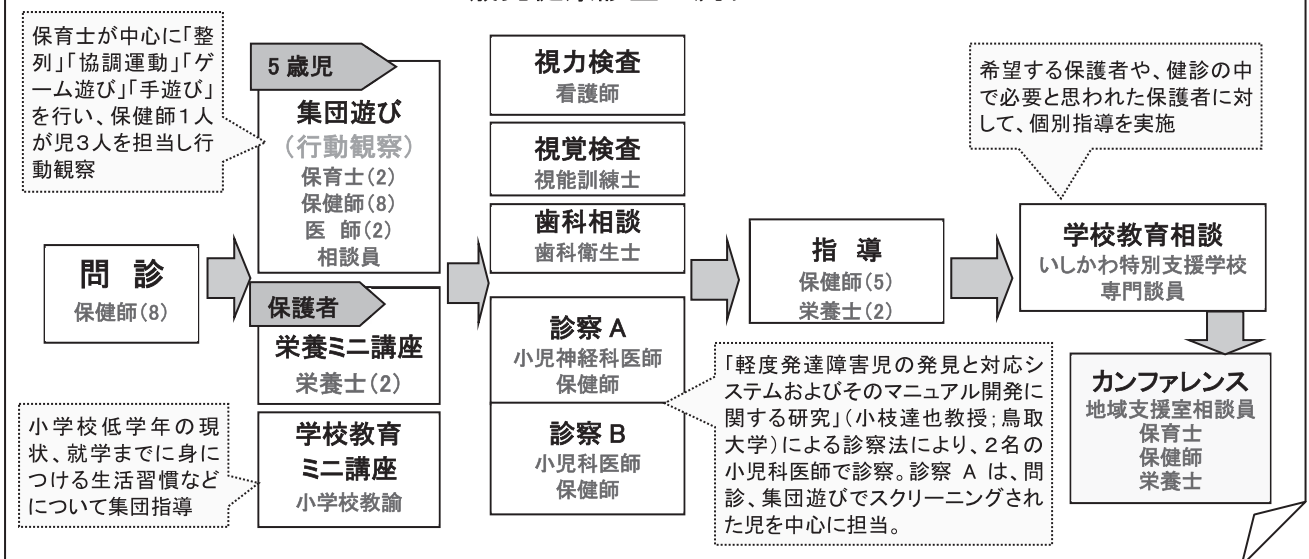 保育士が中心に「整
列」「協調運動」「ゲ
ーム遊び」「手遊び」
を行い、保健師1人
が児3人を担当し行
動観察
問 診
保健師(8)
5歳児
集団遊び
(行動観察)
保育士(2)
保健師(8)
医 師(2)
相談員
保護者
栄養ミニ講座
栄養士(2)
学校教育
ミニ講座
小学校教諭
小学校低学年の現
状、就学までに身に
つける生活習慣など
について集団指導
視力検査
看護師
視覚検査
視能訓練士
歯科相談
歯科衛生士
診察 A
小児神経科医師
保健師
診察 B
小児科医師
保健師
「軽度発達障害児の発見と対応シ
ステムおよびそのマニュアル開発に
関する研究」(小枝達也教授;鳥取
大学)による診察法により、2名の
小児科医師で診察。診察 A は、問
診、集団遊びでスクリーニングされ
た児を中心に担当。
指 導
保健師(5)
栄養士(2)
希望する保護者や、健診の中
で必要と思われた保護者に対
して、個別指導を実施
学校教育相談
いしかわ特別支援学校
専門談員
カンファレンス
地域支援室相談員
保育士
保健師
栄養士